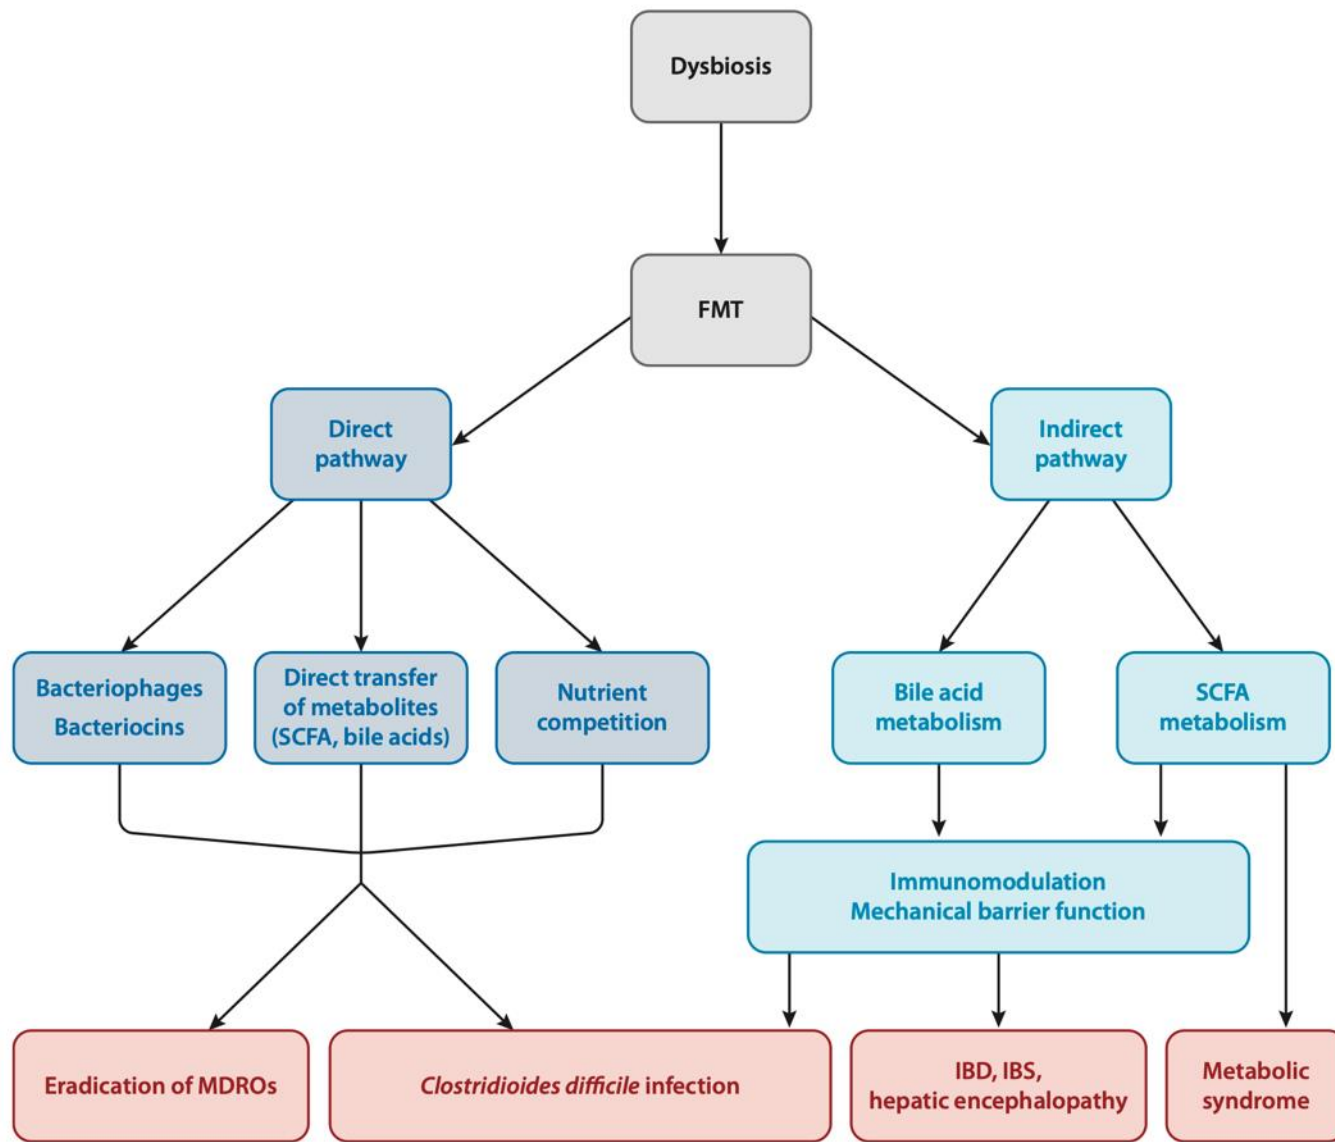 Dysbiosis
FMT
Direct
pathway
Indirect
pathway
Bacteriophages
Bacteriocins
Direct transfer
of metabolites
(SCFA, bile acids)
Nutrient
competition
Bile acid
metabolism
SCFA
metabolism
Immunomodulation
Mechanical barrier function
Eradication of MDROs
Clostridioides difficile infection
IBD, IBS,
hepatic encephalopathy
Metabolic
syndrome